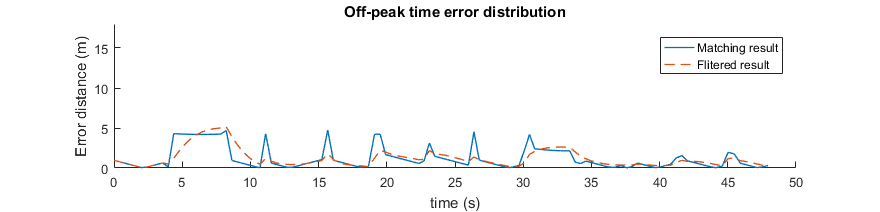 Off-peak time error distribution
Error distance (m)
15
10
5
0
Matching result
Flitered result
0 5 10 15 20 25 30 35 40 45 50
time (s)